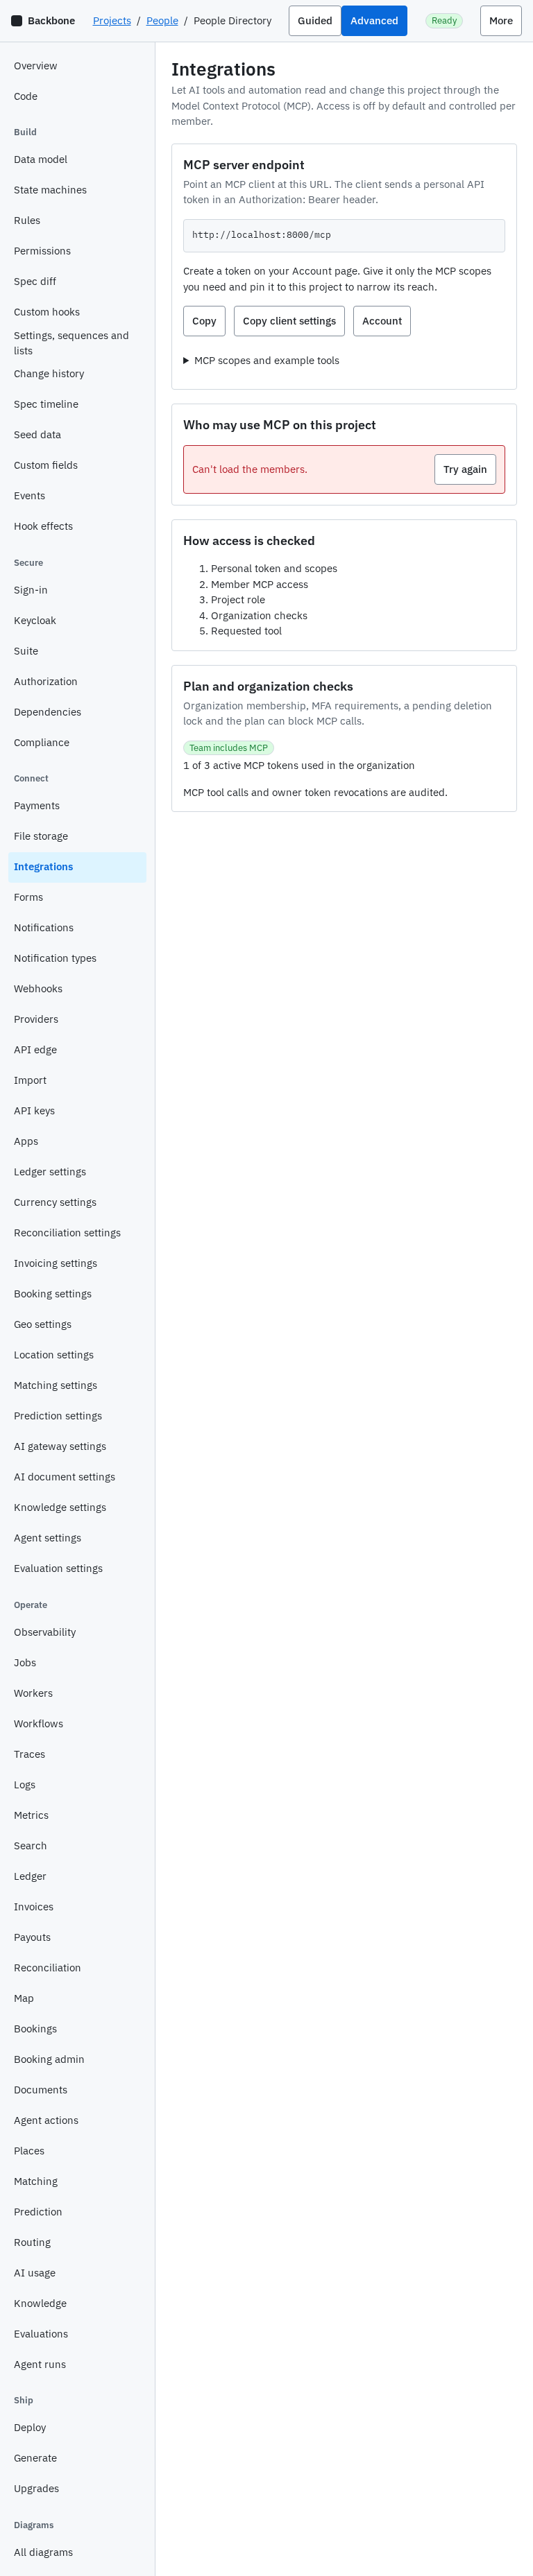 Backbone
Projects / People / People Directory
Guided
Advanced
Ready
More
Overview
Code
Build
Data model
State machines
Rules
Permissions
Spec diff
Custom hooks
Settings, sequences and
lists
Change history
Spec timeline
Seed data
Custom fields
Events
Hook effects
Secure
Sign-in
Keycloak
Suite
Authorization
Dependencies
Compliance
Connect
Payments
File storage
Integrations
Forms
Notifications
Notification types
Webhooks
Providers
API edge
Import
API keys
Apps
Ledger settings
Currency settings
Reconciliation settings
Invoicing settings
Booking settings
Geo settings
Location settings
Matching settings
Prediction settings
AI gateway settings
AI document settings
Knowledge settings
Agent settings
Evaluation settings
Operate
Observability
Jobs
Workers
Workflows
Traces
Logs
Metrics
Search
Ledger
Invoices
Payouts
Reconciliation
Map
Bookings
Booking admin
Documents
Agent actions
Places
Matching
Prediction
Routing
AI usage
Knowledge
Evaluations
Agent runs
Ship
Deploy
Generate
Upgrades
Diagrams
All diagrams
Integrations
Let AI tools and automation read and change this project through the
Model Context Protocol (MCP). Access is off by default and controlled per
member.
MCP server endpoint
Point an MCP client at this URL. The client sends a personal API
token in an Authorization: Bearer header.
http://localhost:8000/mcp
Create a token on your Account page. Give it only the MCP scopes
you need and pin it to this project to narrow its reach.
Copy
Copy client settings
Account
MCP scopes and example tools
Who may use MCP on this project
Can't load the members.
Try again
How access is checked
1. Personal token and scopes
2. Member MCP access
3. Project role
4. Organization checks
5. Requested tool
Plan and organization checks
Organization membership, MFA requirements, a pending deletion
lock and the plan can block MCP calls.
Team includes MCP
1 of 3 active MCP tokens used in the organization
MCP tool calls and owner token revocations are audited.